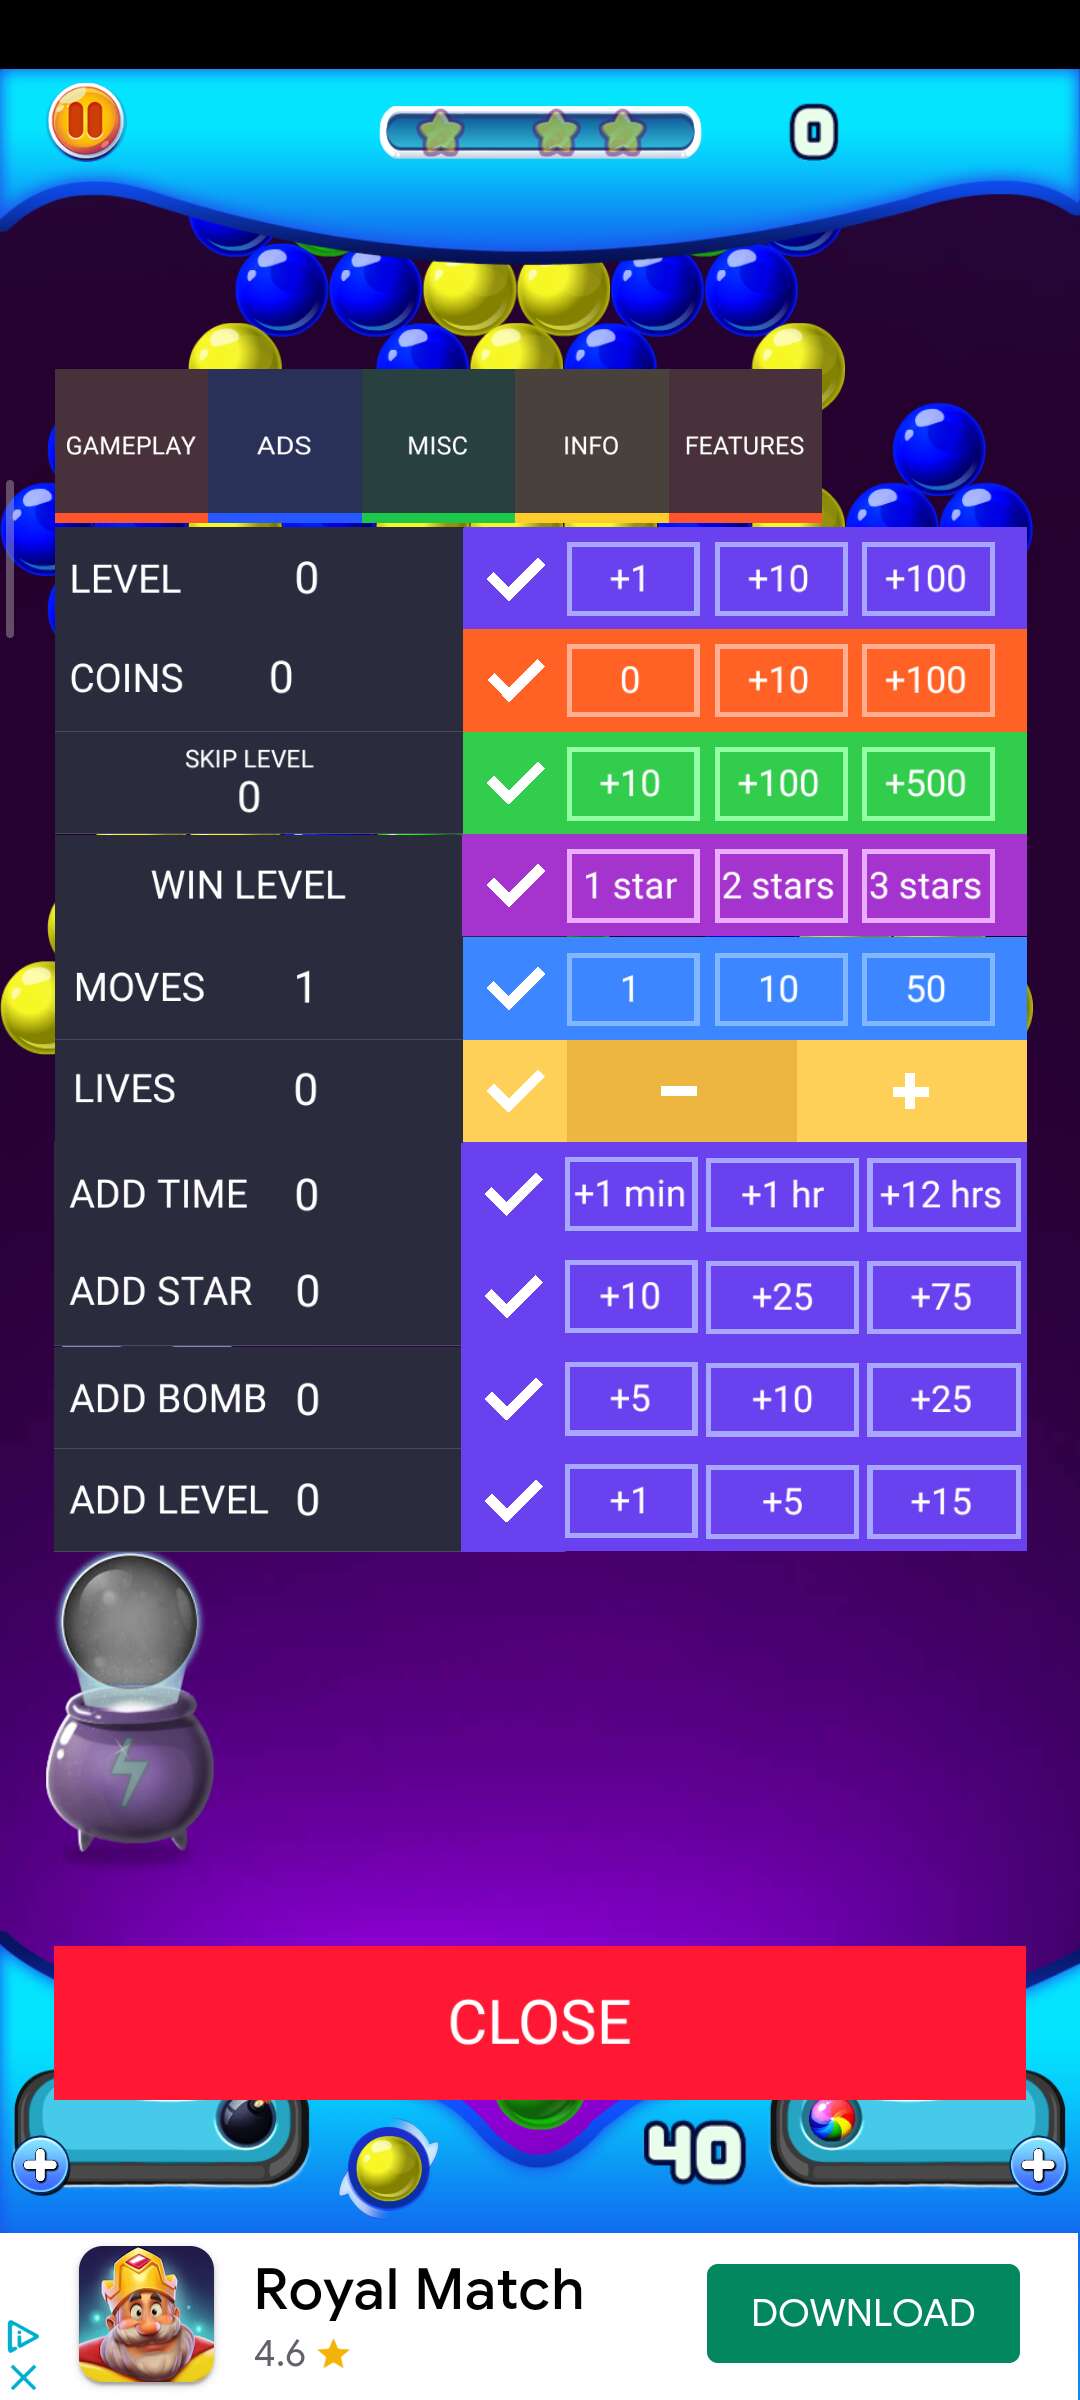 0
GAMEPLAY ADS MISC INFO FEATURES
LEVEL 0 +1 +10 +100
COINS 0 0 +10 +100
SKIP LEVEL
0 +10 +100 +500
WIN LEVEL 1 star 2 stars 3 stars
MOVES 1 1 10 50
LIVES 0 − +
ADD TIME 0 +1 min +1 hr +12 hrs
ADD STAR 0 +10 +25 +75
ADD BOMB 0 +5 +10 +25
ADD LEVEL 0 +1 +5 +15
CLOSE
40
Royal Match
4.6
DOWNLOAD